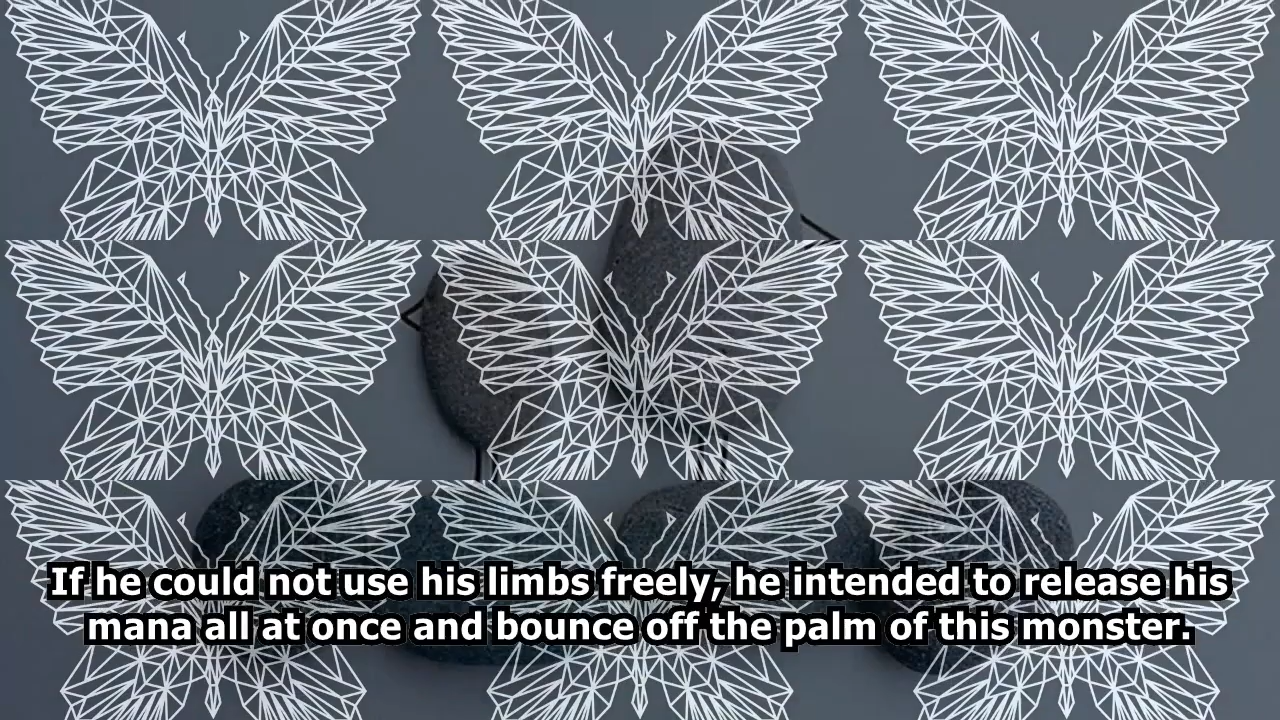 If he could not use his limbs freely, he intended to release his
mana all at once and bounce off the palm of this monster.